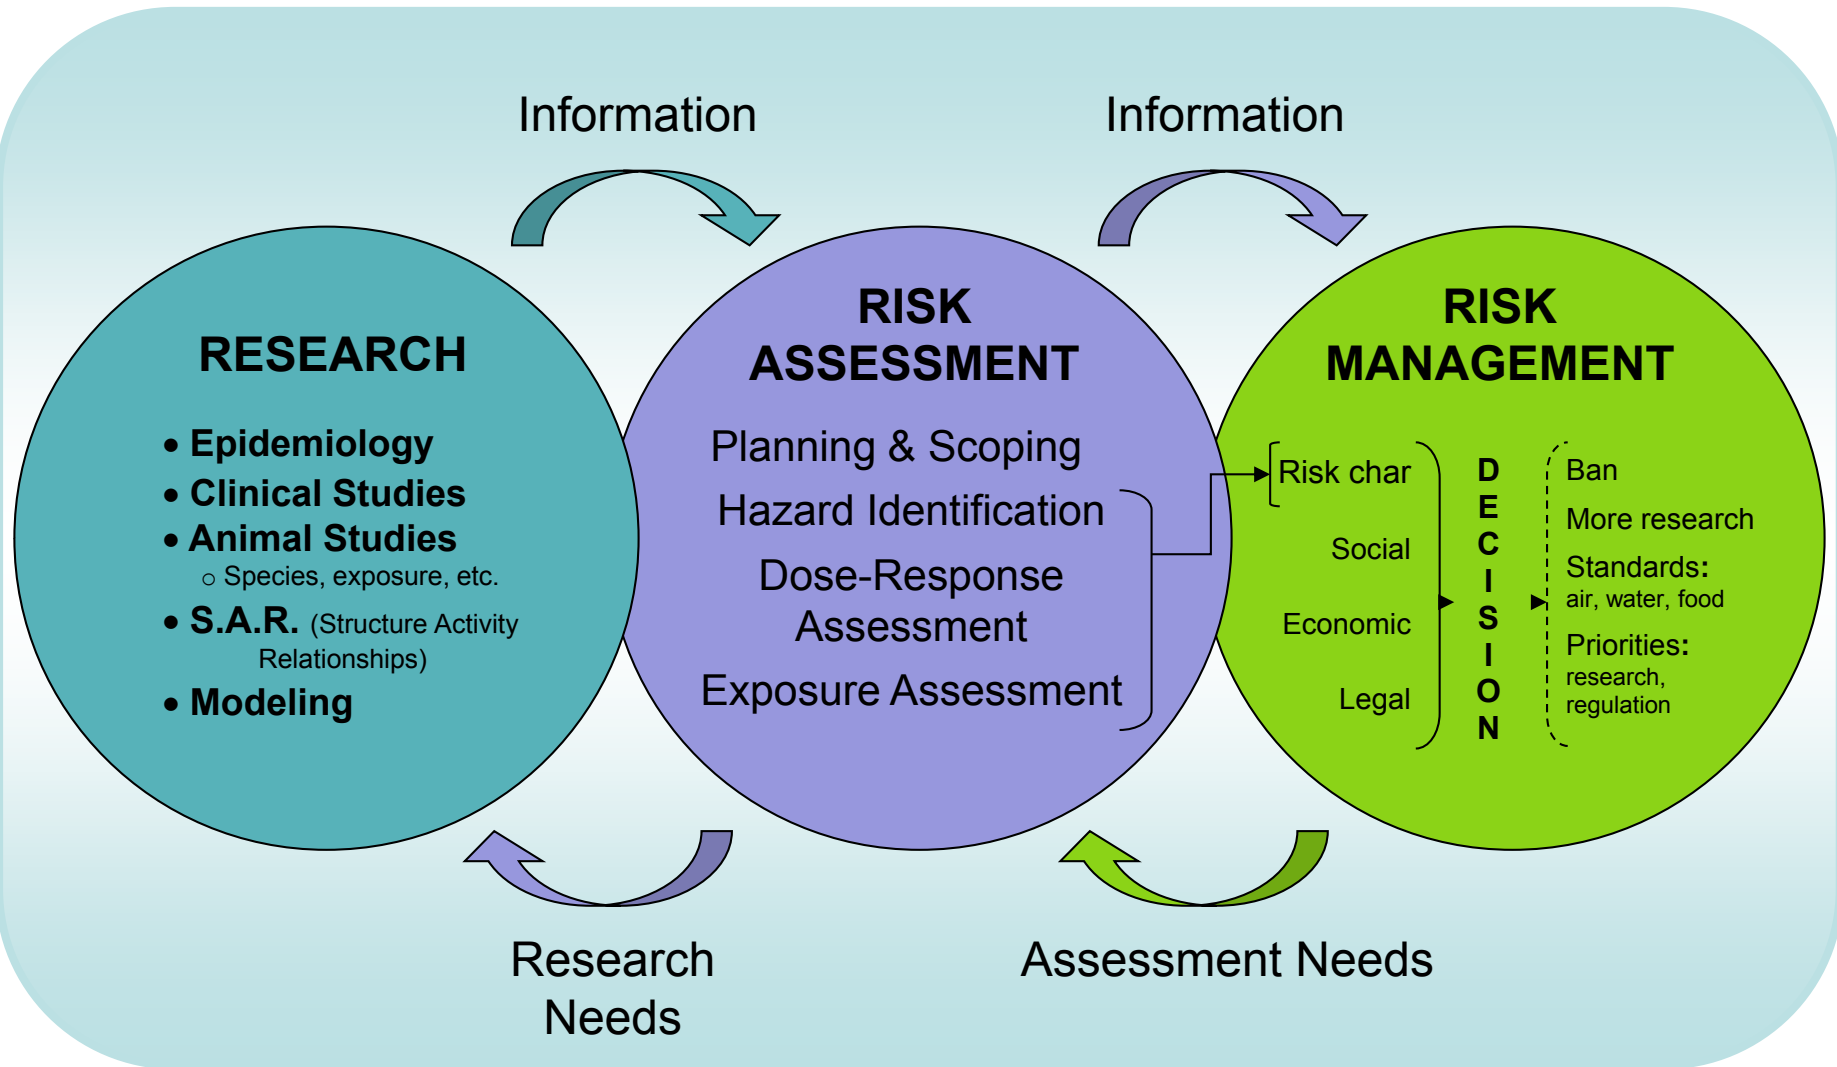 Information
Information
RESEARCH
• Epidemiology
• Clinical Studies
• Animal Studies
o Species, exposure, etc.
• S.A.R. (Structure Activity
Relationships)
• Modeling
RISK
ASSESSMENT
Planning & Scoping
Hazard Identification
Dose-Response
Assessment
Exposure Assessment
RISK
MANAGEMENT
Risk char
Social
Economic
Legal
DECISION
Ban
More research
Standards:
air, water, food
Priorities:
research,
regulation
Research
Needs
Assessment Needs